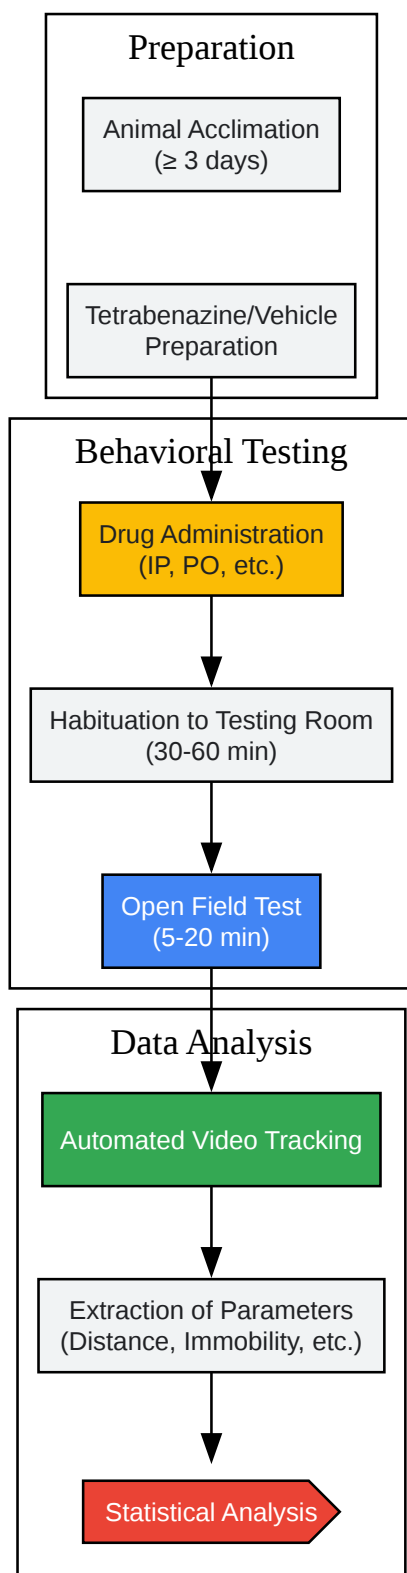 Preparation
Animal Acclimation
(≥ 3 days)
Tetrabenazine/Vehicle
Preparation
Behavioral Testing
Drug Administration
(IP, PO, etc.)
Habituation to Testing Room
(30-60 min)
Open Field Test
(5-20 min)
Data Analysis
Automated Video Tracking
Extraction of Parameters
(Distance, Immobility, etc.)
Statistical Analysis